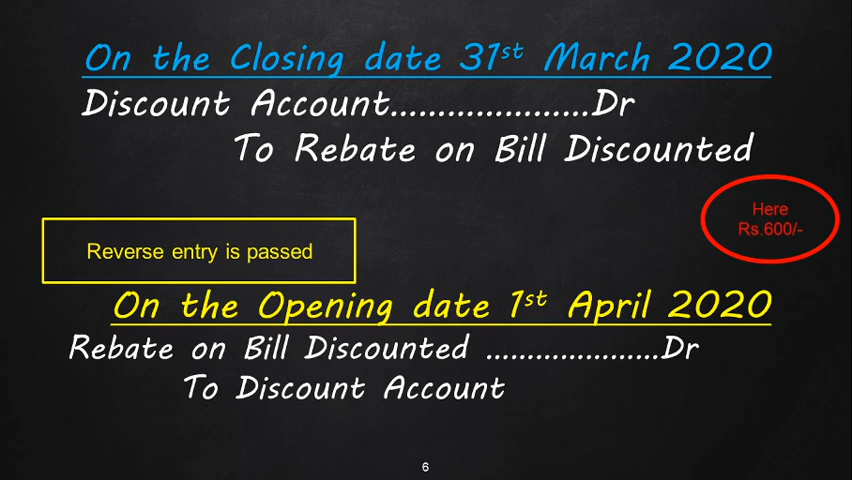 On the Closing date 31st March 2020
Discount Account.....................Dr
To Rebate on Bill Discounted
Here
Rs.600/-
Reverse entry is passed
On the Opening date 1st April 2020
Rebate on Bill Discounted .....................Dr
To Discount Account
6